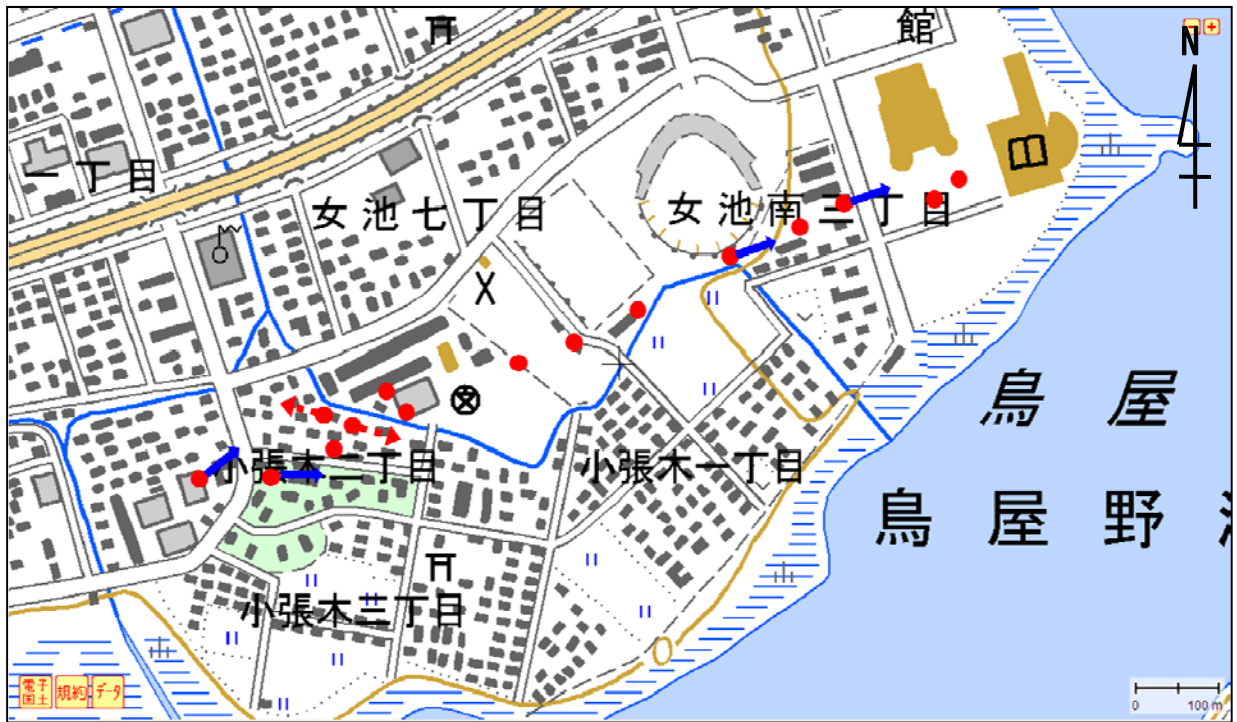 館
N
一丁目
女池七丁目
女池南三丁目
鳥屋
小張木二丁目
小張木一丁目
鳥屋野
小張木三丁目
電子国土
規約
データ
0 100 m